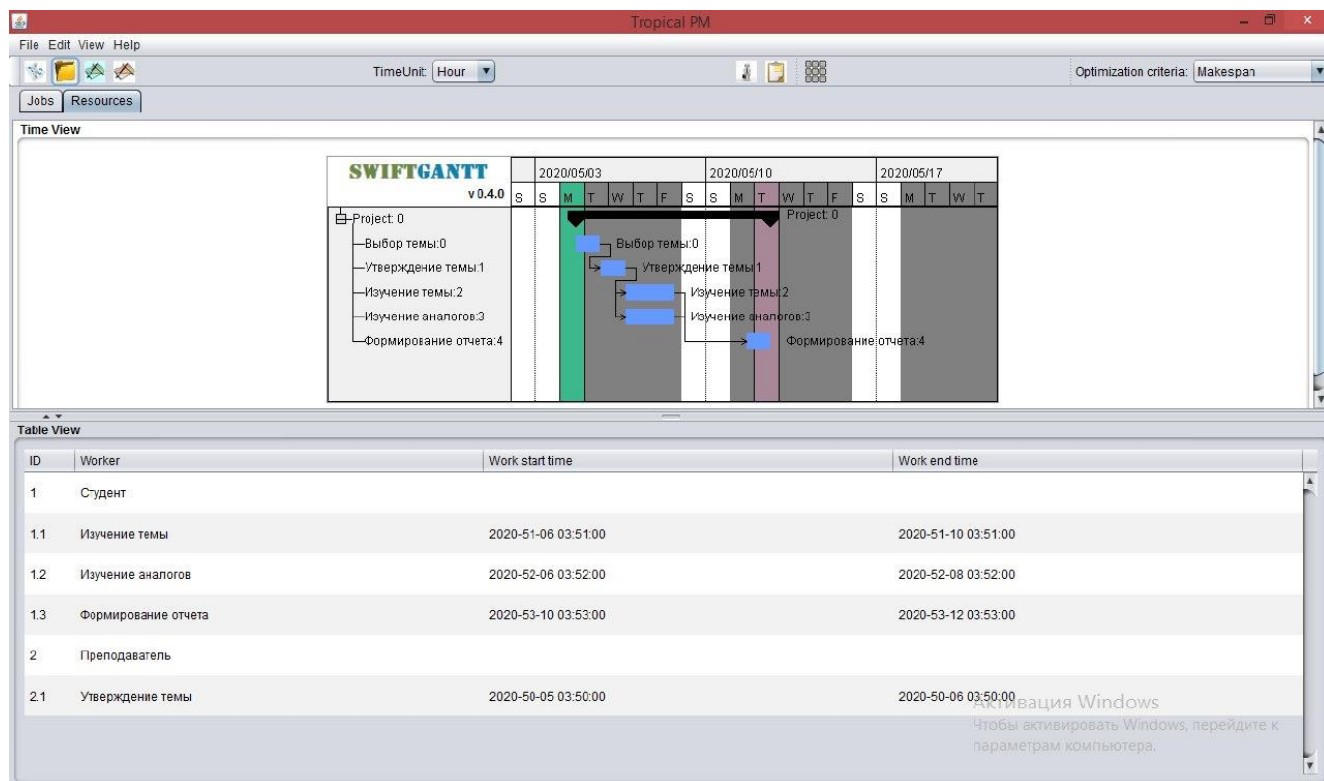 Tropical PM
File Edit View Help
TimeUnit: Hour Optimization criteria: Makespan
Jobs Resources
Time View
SWIFTGANTT 2020/05/03 2020/05/10 2020/05/17
v 0.4.0 S S M T W T F S S M T W T F S S M T W T
Project: 0 Project: 0
Выбор темы:0 Выбор темы:0
Утверждение темы:1 Утверждение темы:1
Изучение темы:2 Изучение темы:2
Изучение аналогов:3 Изучение аналогов:3
Формирование отчета:4 Формирование отчета:4
Table View
ID Worker Work start time Work end time
1 Студент
1.1 Изучение темы 2020-51-06 03:51:00 2020-51-10 03:51:00
1.2 Изучение аналогов 2020-52-06 03:52:00 2020-52-08 03:52:00
1.3 Формирование отчета 2020-53-10 03:53:00 2020-53-12 03:53:00
2 Преподаватель
2.1 Утверждение темы 2020-50-05 03:50:00 2020-50-06 03:50:00
Активация Windows
Чтобы активировать Windows, перейдите к
параметрам компьютера.